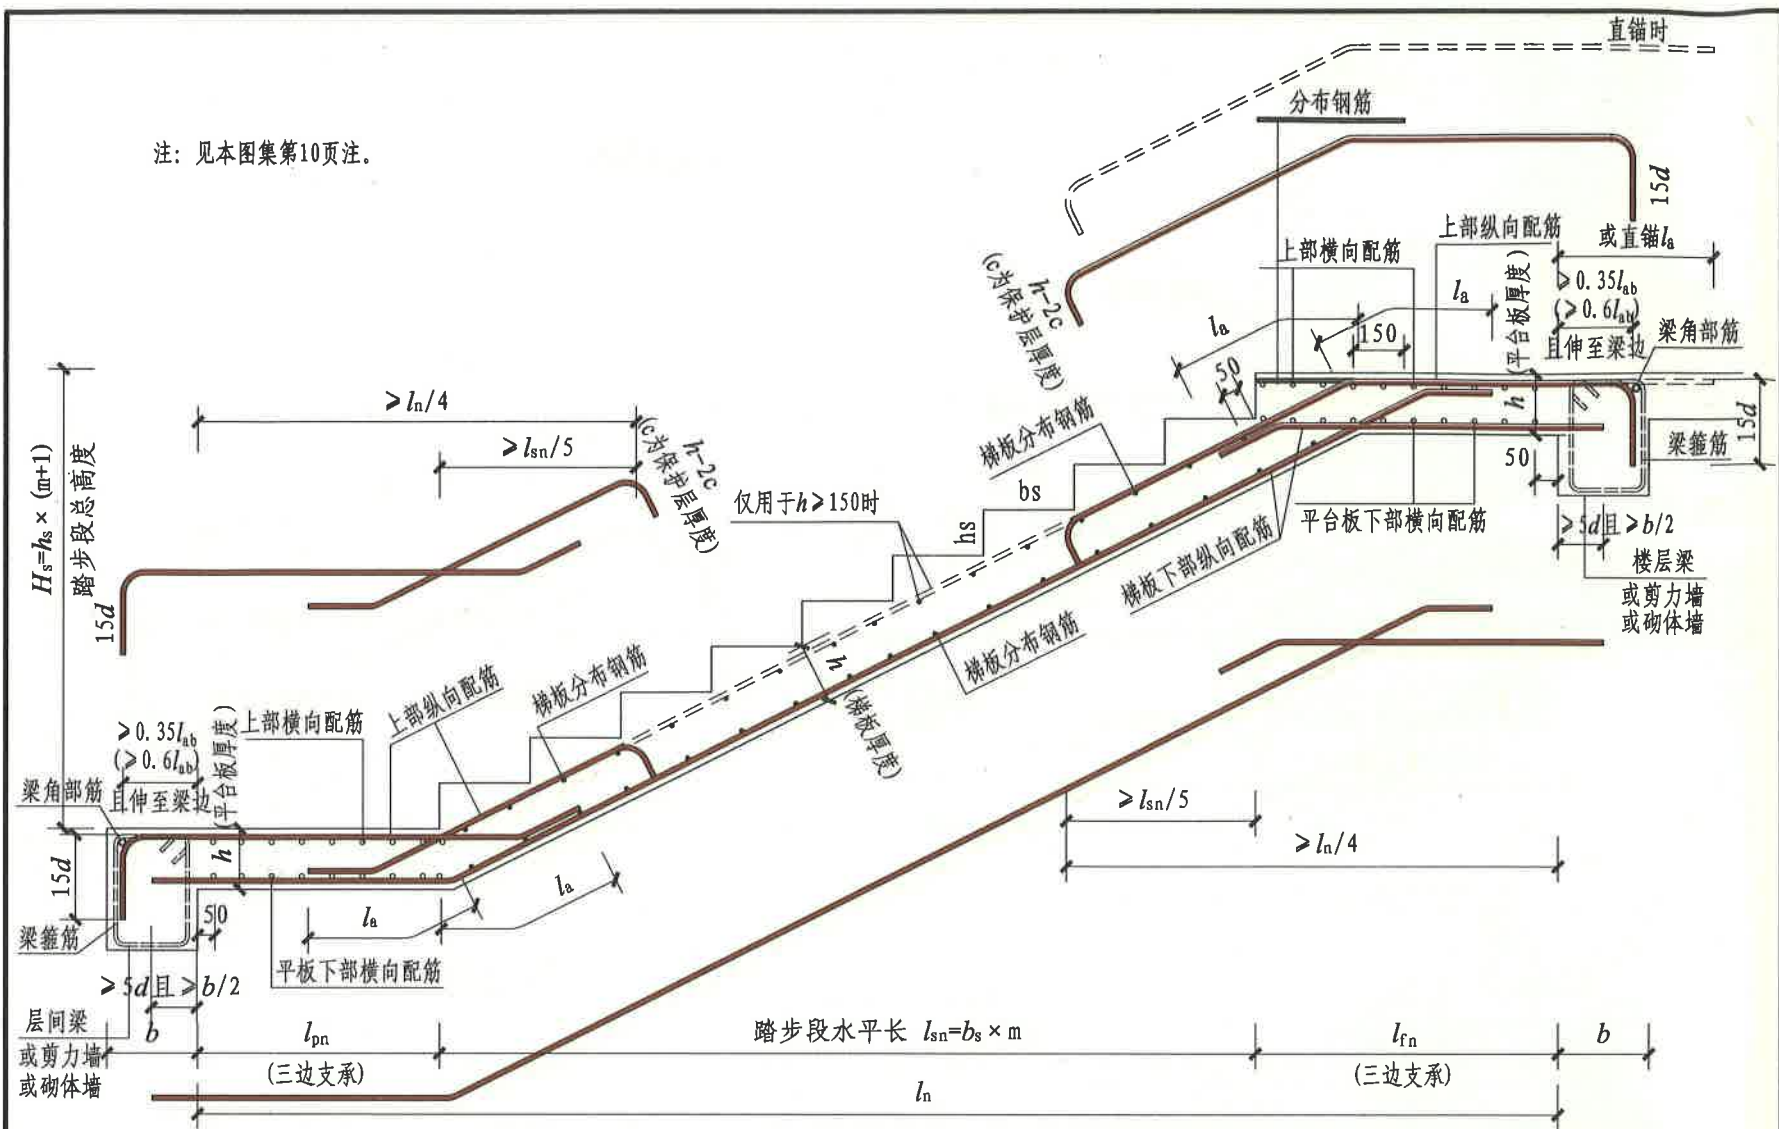 直锚时
分布钢筋
注: 见本图集第10页注。
15d
上部纵向配筋
或直锚la
上部横向配筋
h-2c
(c为保护层厚度)
la
la
150
50
h
(平台板厚度)
≥0.35lab
(≥0.6lab)
且伸至梁边
梁角部筋
15d
梁箍筋
50
≥ln/4
≥lsn/5
h-2c
(c为保护层厚度)
梯板分布钢筋
bs
hs
仅用于h≥150时
平台板下部横向配筋
≥5d且≥b/2
楼层梁
或剪力墙
或砌体墙
Hs=hs×(m+1)
踏步段总高度
15d
梯板下部纵向配筋
梯板分布钢筋
h
(梯板厚度)
上部纵向配筋
梯板分布钢筋
上部横向配筋
≥0.35lab
(≥0.6lab)
且伸至梁边
h
(平台板厚度)
梁角部筋
15d
梁箍筋
50
la
la
≥lsn/5
≥ln/4
平板下部横向配筋
≥5d且≥b/2
层间梁
或剪力墙
或砌体墙
b
lpn
(三边支承)
踏步段水平长 lsn=bs×m
lfn
(三边支承)
b
ln